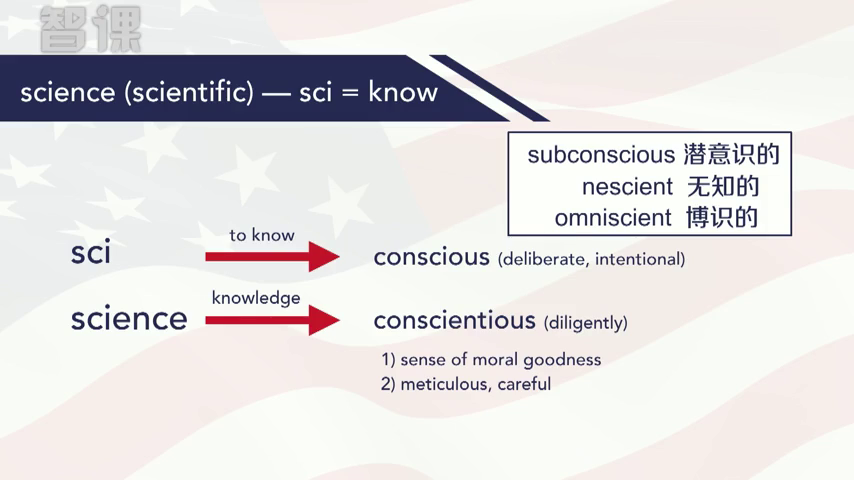 智课
science (scientific) — sci = know
subconscious 潜意识的
nescient 无知的
omniscient 博识的
sci
to know
conscious (deliberate, intentional)
science
knowledge
conscientious (diligently)
1) sense of moral goodness
2) meticulous, careful